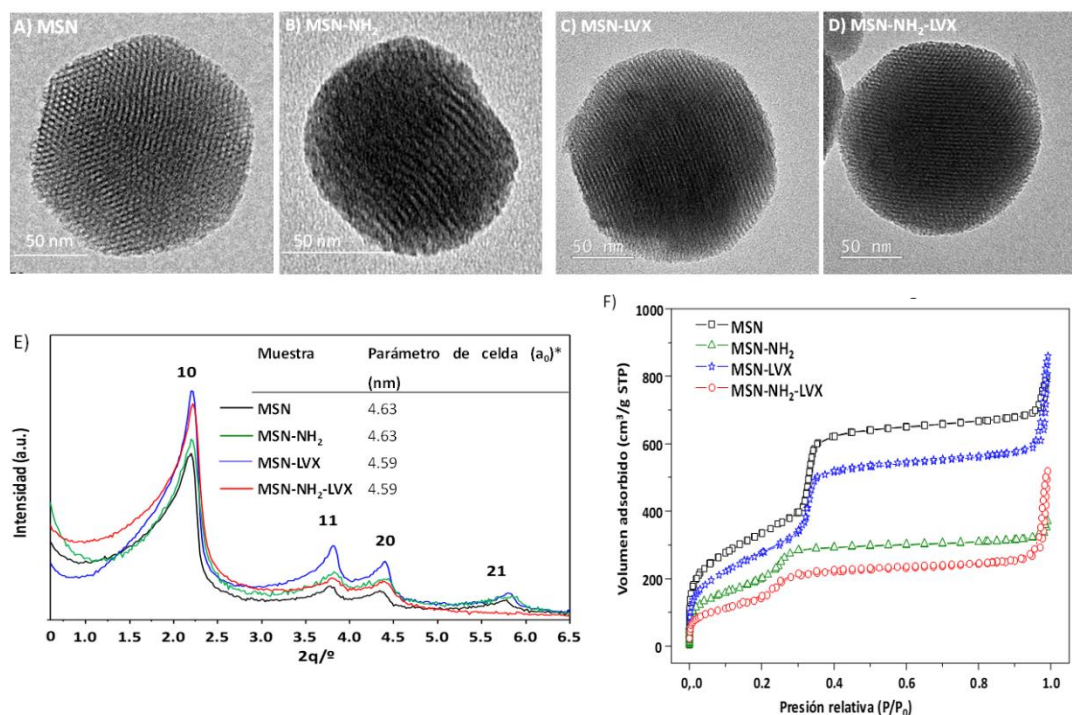 A) MSN
B) MSN-NH₂
C) MSN-LVX
D) MSN-NH₂-LVX
50 nm
50 nm
50 nm
50 nm
E)
Intensidad (a.u.)
Muestra Parámetro de celda (a₀)*
(nm)
MSN 4.63
MSN-NH₂ 4.63
MSN-LVX 4.59
MSN-NH₂-LVX 4.59
10
11
20
21
0 1.0 1.5 2.0 2.5 3.0 3.5 4.0 4.5 5.0 5.5 6.0 6.5
2q/º
F)
Volumen adsorbido (cm³/g STP)
1000
800
600
400
200
0
MSN
MSN-NH₂
MSN-LVX
MSN-NH₂-LVX
0,.0 0.2 0.4 0.6 0.8 1.0
Presión relativa (P/P₀)